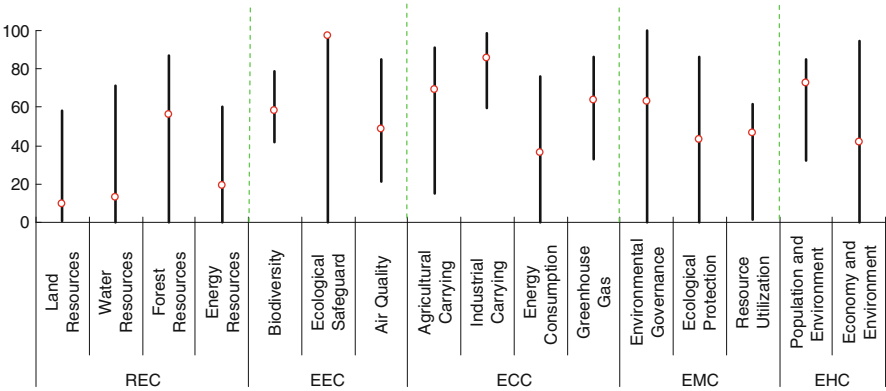 100
80
60
40
20
0
Land
Resources
Water
Resources
Forest
Resources
Energy
Resources
Biodiversity
Ecological
Safeguard
Air Quality
Agricultural
Carrying
Industrial
Carrying
Energy
Consumption
Greenhouse
Gas
Environmental
Governance
Ecological
Protection
Resource
Utilization
Population and
Environment
Economy and
Environment
REC
EEC
ECC
EMC
EHC